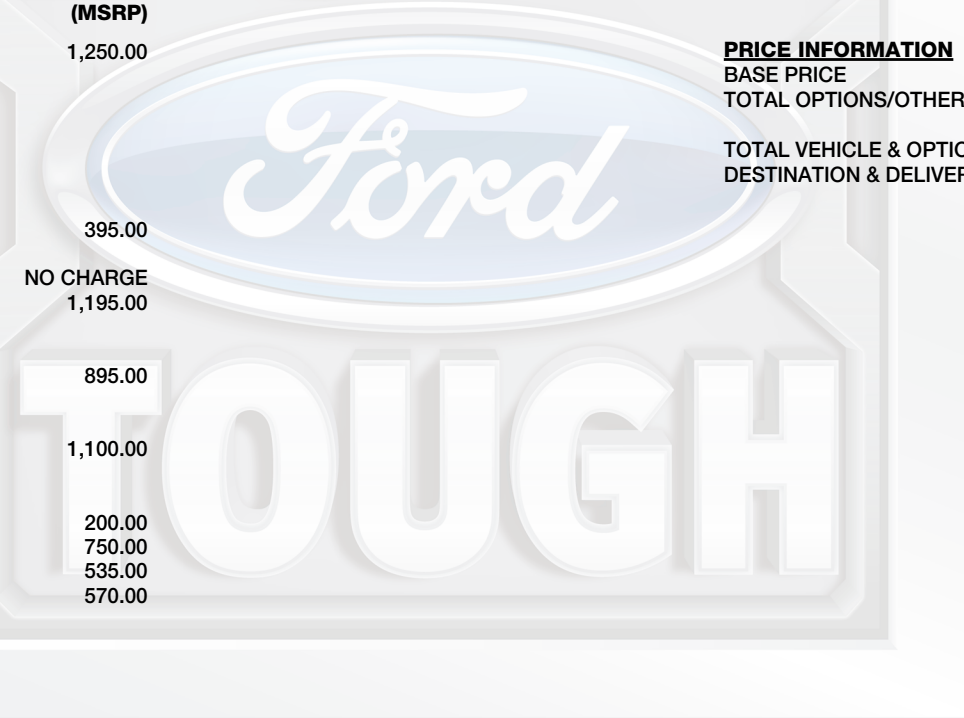 (MSRP)
1,250.00
395.00
NO CHARGE
1,195.00
895.00
1,100.00
200.00
750.00
535.00
570.00
PRICE INFORMATION
BASE PRICE
TOTAL OPTIONS/OTHER
TOTAL VEHICLE & OPTIO
DESTINATION & DELIVER
Ford
TOUGH